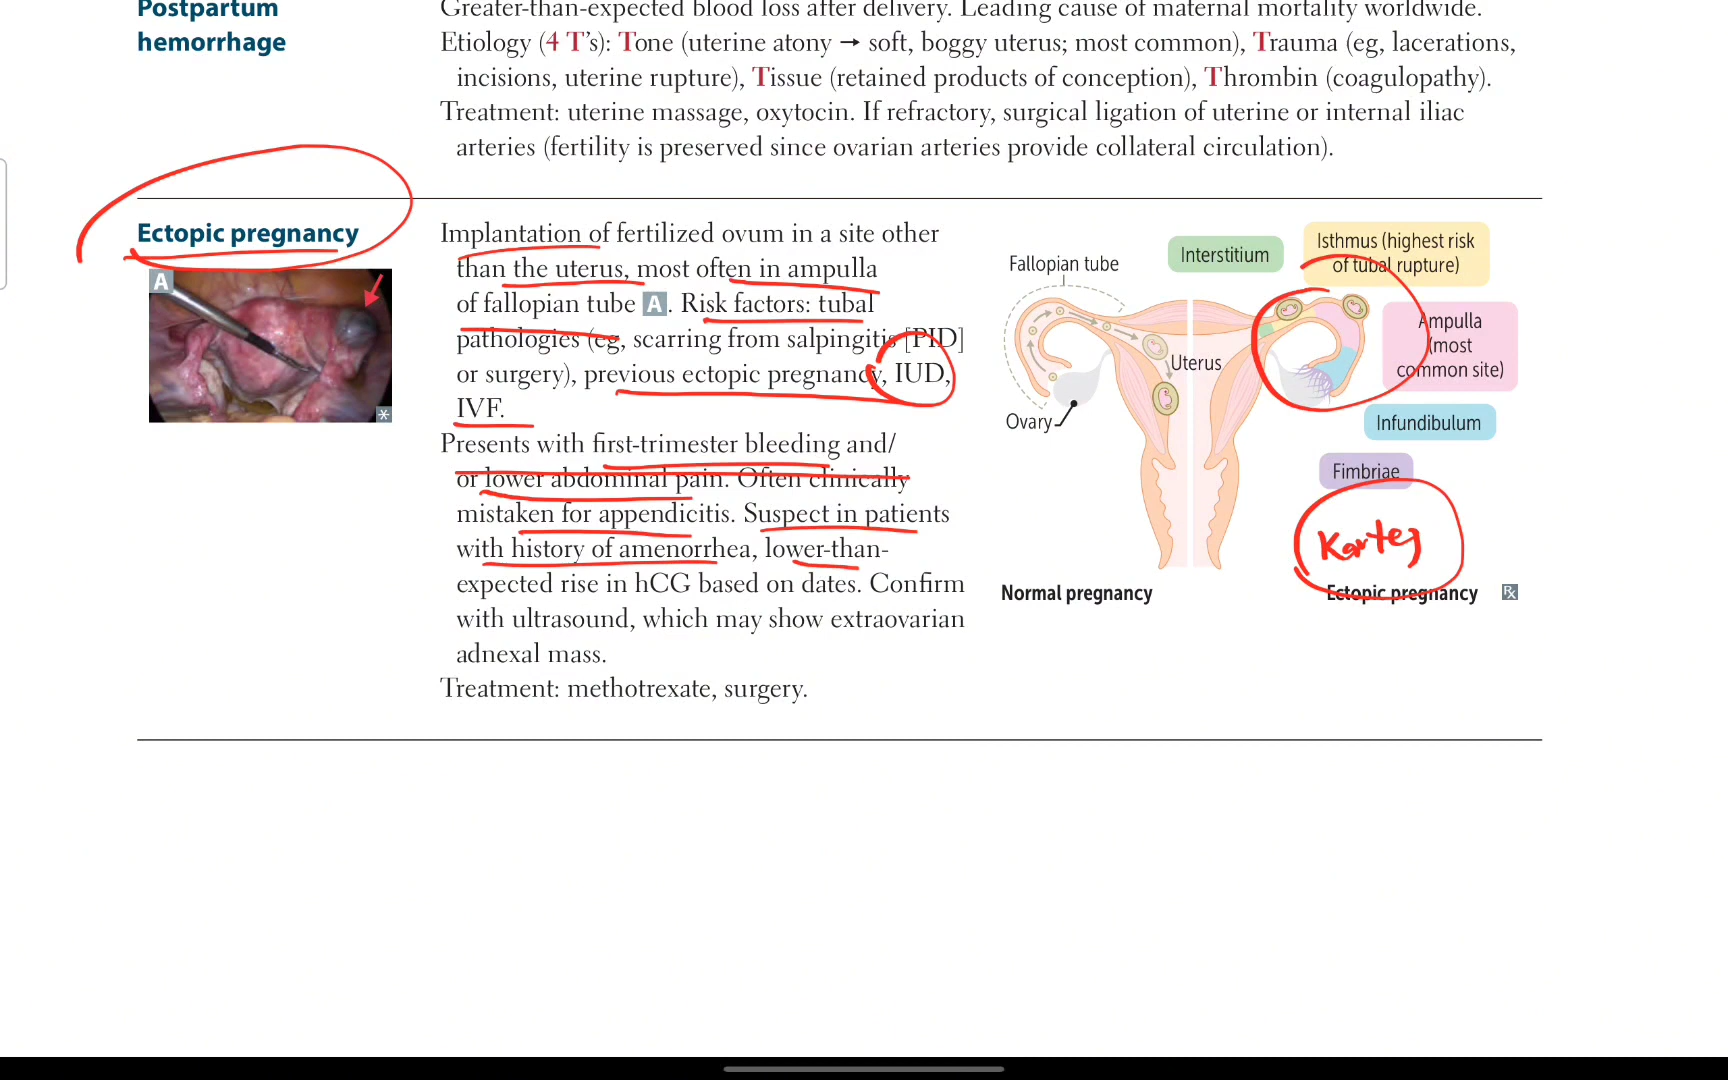 Postpartum
hemorrhage
Greater-than-expected blood loss after delivery. Leading cause of maternal mortality worldwide.
Etiology (4 T's): Tone (uterine atony → soft, boggy uterus; most common), Trauma (eg, lacerations,
incisions, uterine rupture), Tissue (retained products of conception), Thrombin (coagulopathy).
Treatment: uterine massage, oxytocin. If refractory, surgical ligation of uterine or internal iliac
arteries (fertility is preserved since ovarian arteries provide collateral circulation).
Ectopic pregnancy
A
Implantation of fertilized ovum in a site other
than the uterus, most often in ampulla
of fallopian tube A. Risk factors: tubal
pathologies (eg, scarring from salpingitis [PID]
or surgery), previous ectopic pregnancy, IUD,
IVF.
Presents with first-trimester bleeding and/
or lower abdominal pain. Often clinically
mistaken for appendicitis. Suspect in patients
with history of amenorrhea, lower-than-
expected rise in hCG based on dates. Confirm
with ultrasound, which may show extraovarian
adnexal mass.
Treatment: methotrexate, surgery.
Fallopian tube
Interstitium
Isthmus (highest risk
of tubal rupture)
Ampulla
(most
common site)
Uterus
Ovary
Infundibulum
Fimbriae
Normal pregnancy
Ectopic pregnancy
Rx